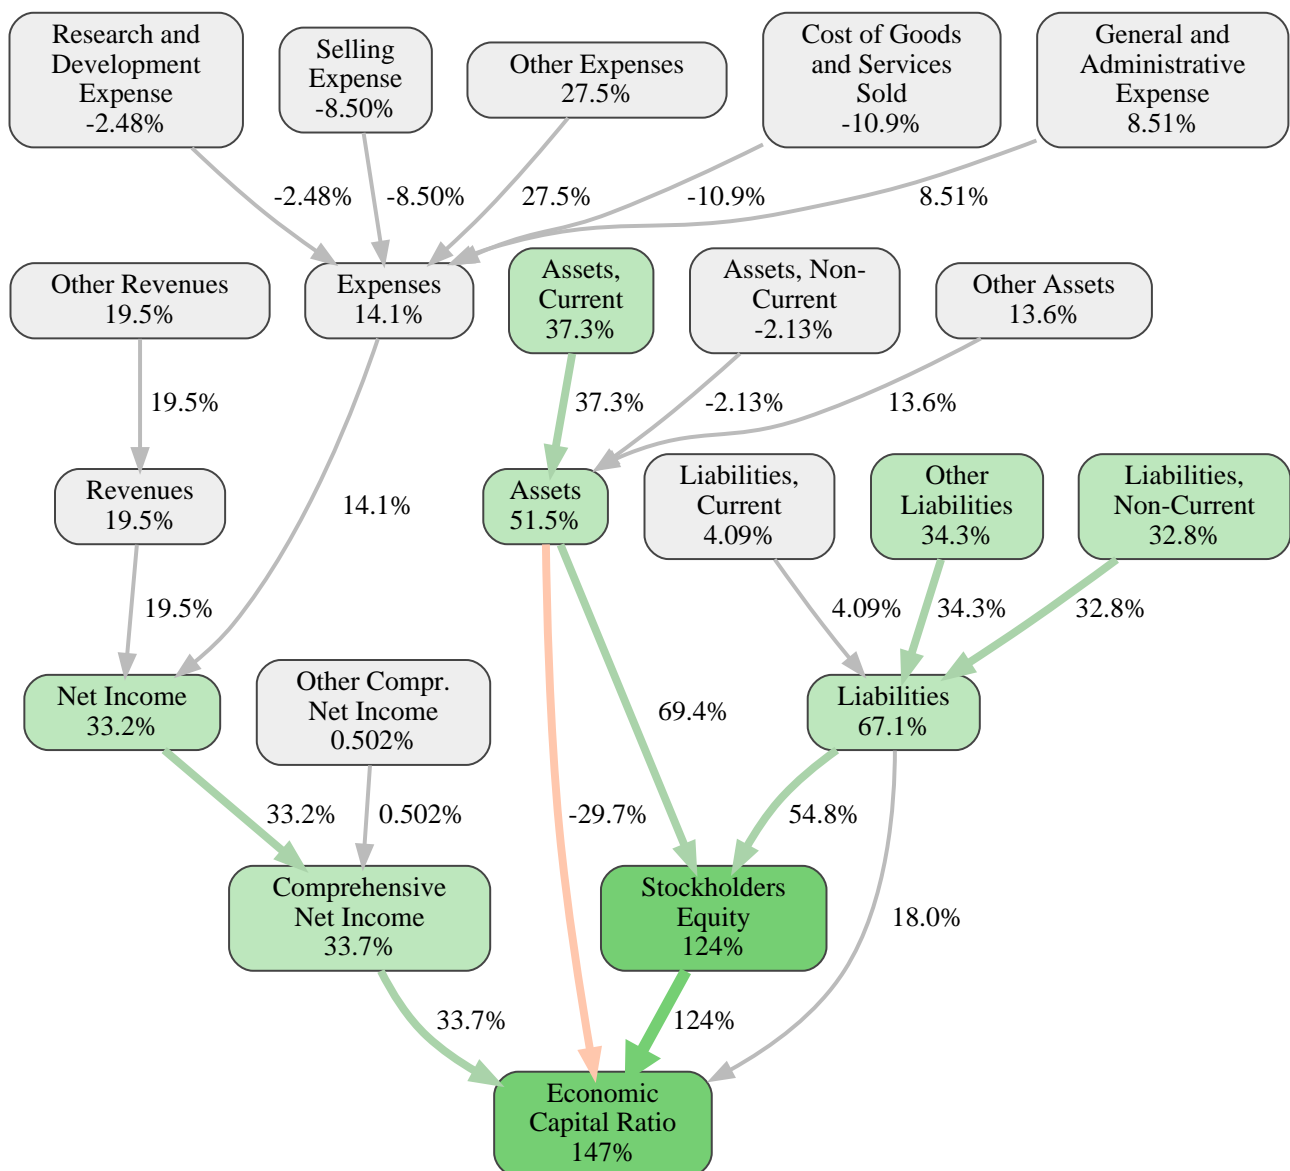 Research and
Development
Expense
-2.48%
Selling
Expense
-8.50%
Other Expenses
27.5%
Cost of Goods
and Services
Sold
-10.9%
General and
Administrative
Expense
8.51%
-2.48%
-8.50%
27.5%
-10.9%
8.51%
Other Revenues
19.5%
Expenses
14.1%
Assets,
Current
37.3%
Assets, Non-
Current
-2.13%
Other Assets
13.6%
19.5%
37.3%
-2.13%
13.6%
Revenues
19.5%
14.1%
Assets
51.5%
Liabilities,
Current
4.09%
Other
Liabilities
34.3%
Liabilities,
Non-Current
32.8%
19.5%
4.09%
34.3%
32.8%
Net Income
33.2%
Other Compr.
Net Income
0.502%
69.4%
Liabilities
67.1%
33.2%
0.502%
-29.7%
54.8%
Comprehensive
Net Income
33.7%
Stockholders
Equity
124%
18.0%
33.7%
124%
Economic
Capital Ratio
147%